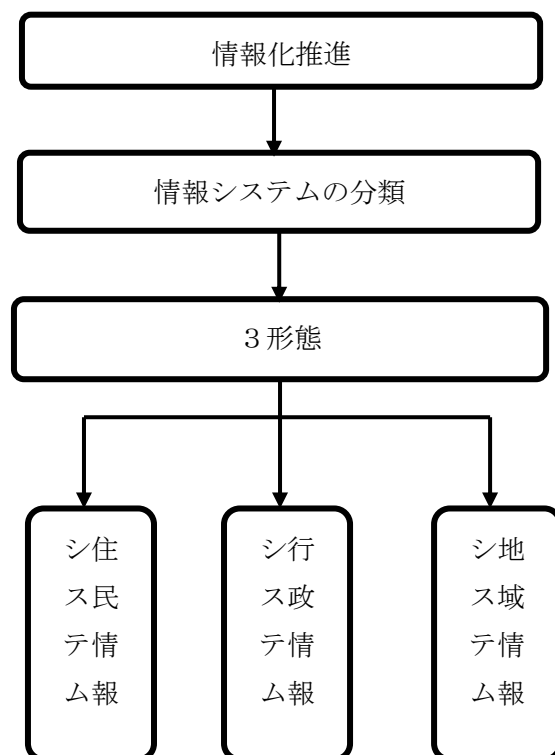 情報化推進
情報システムの分類
３形態
住民情報
システム
行政情報
システム
地域情報
システム